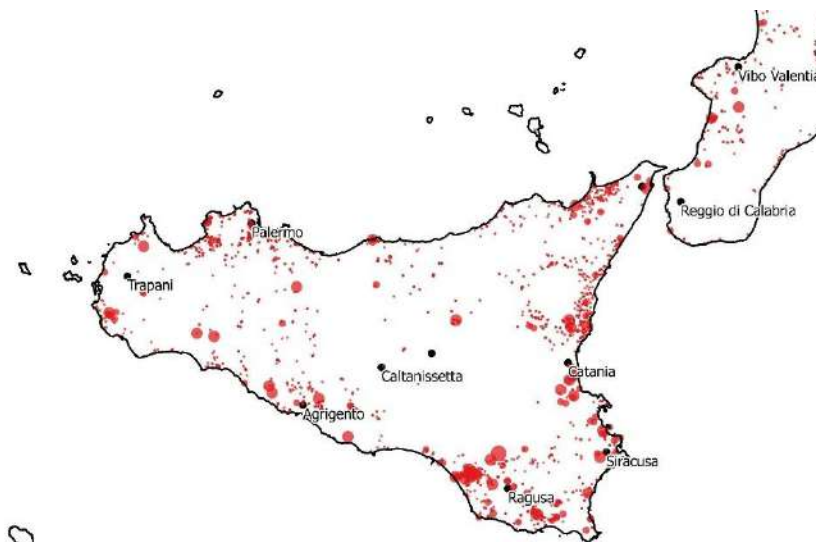 Vibo Valentia
Reggio di Calabria
Palermo
Trapani
Caltanissetta
Catania
Agrigento
Siracusa
Ragusa